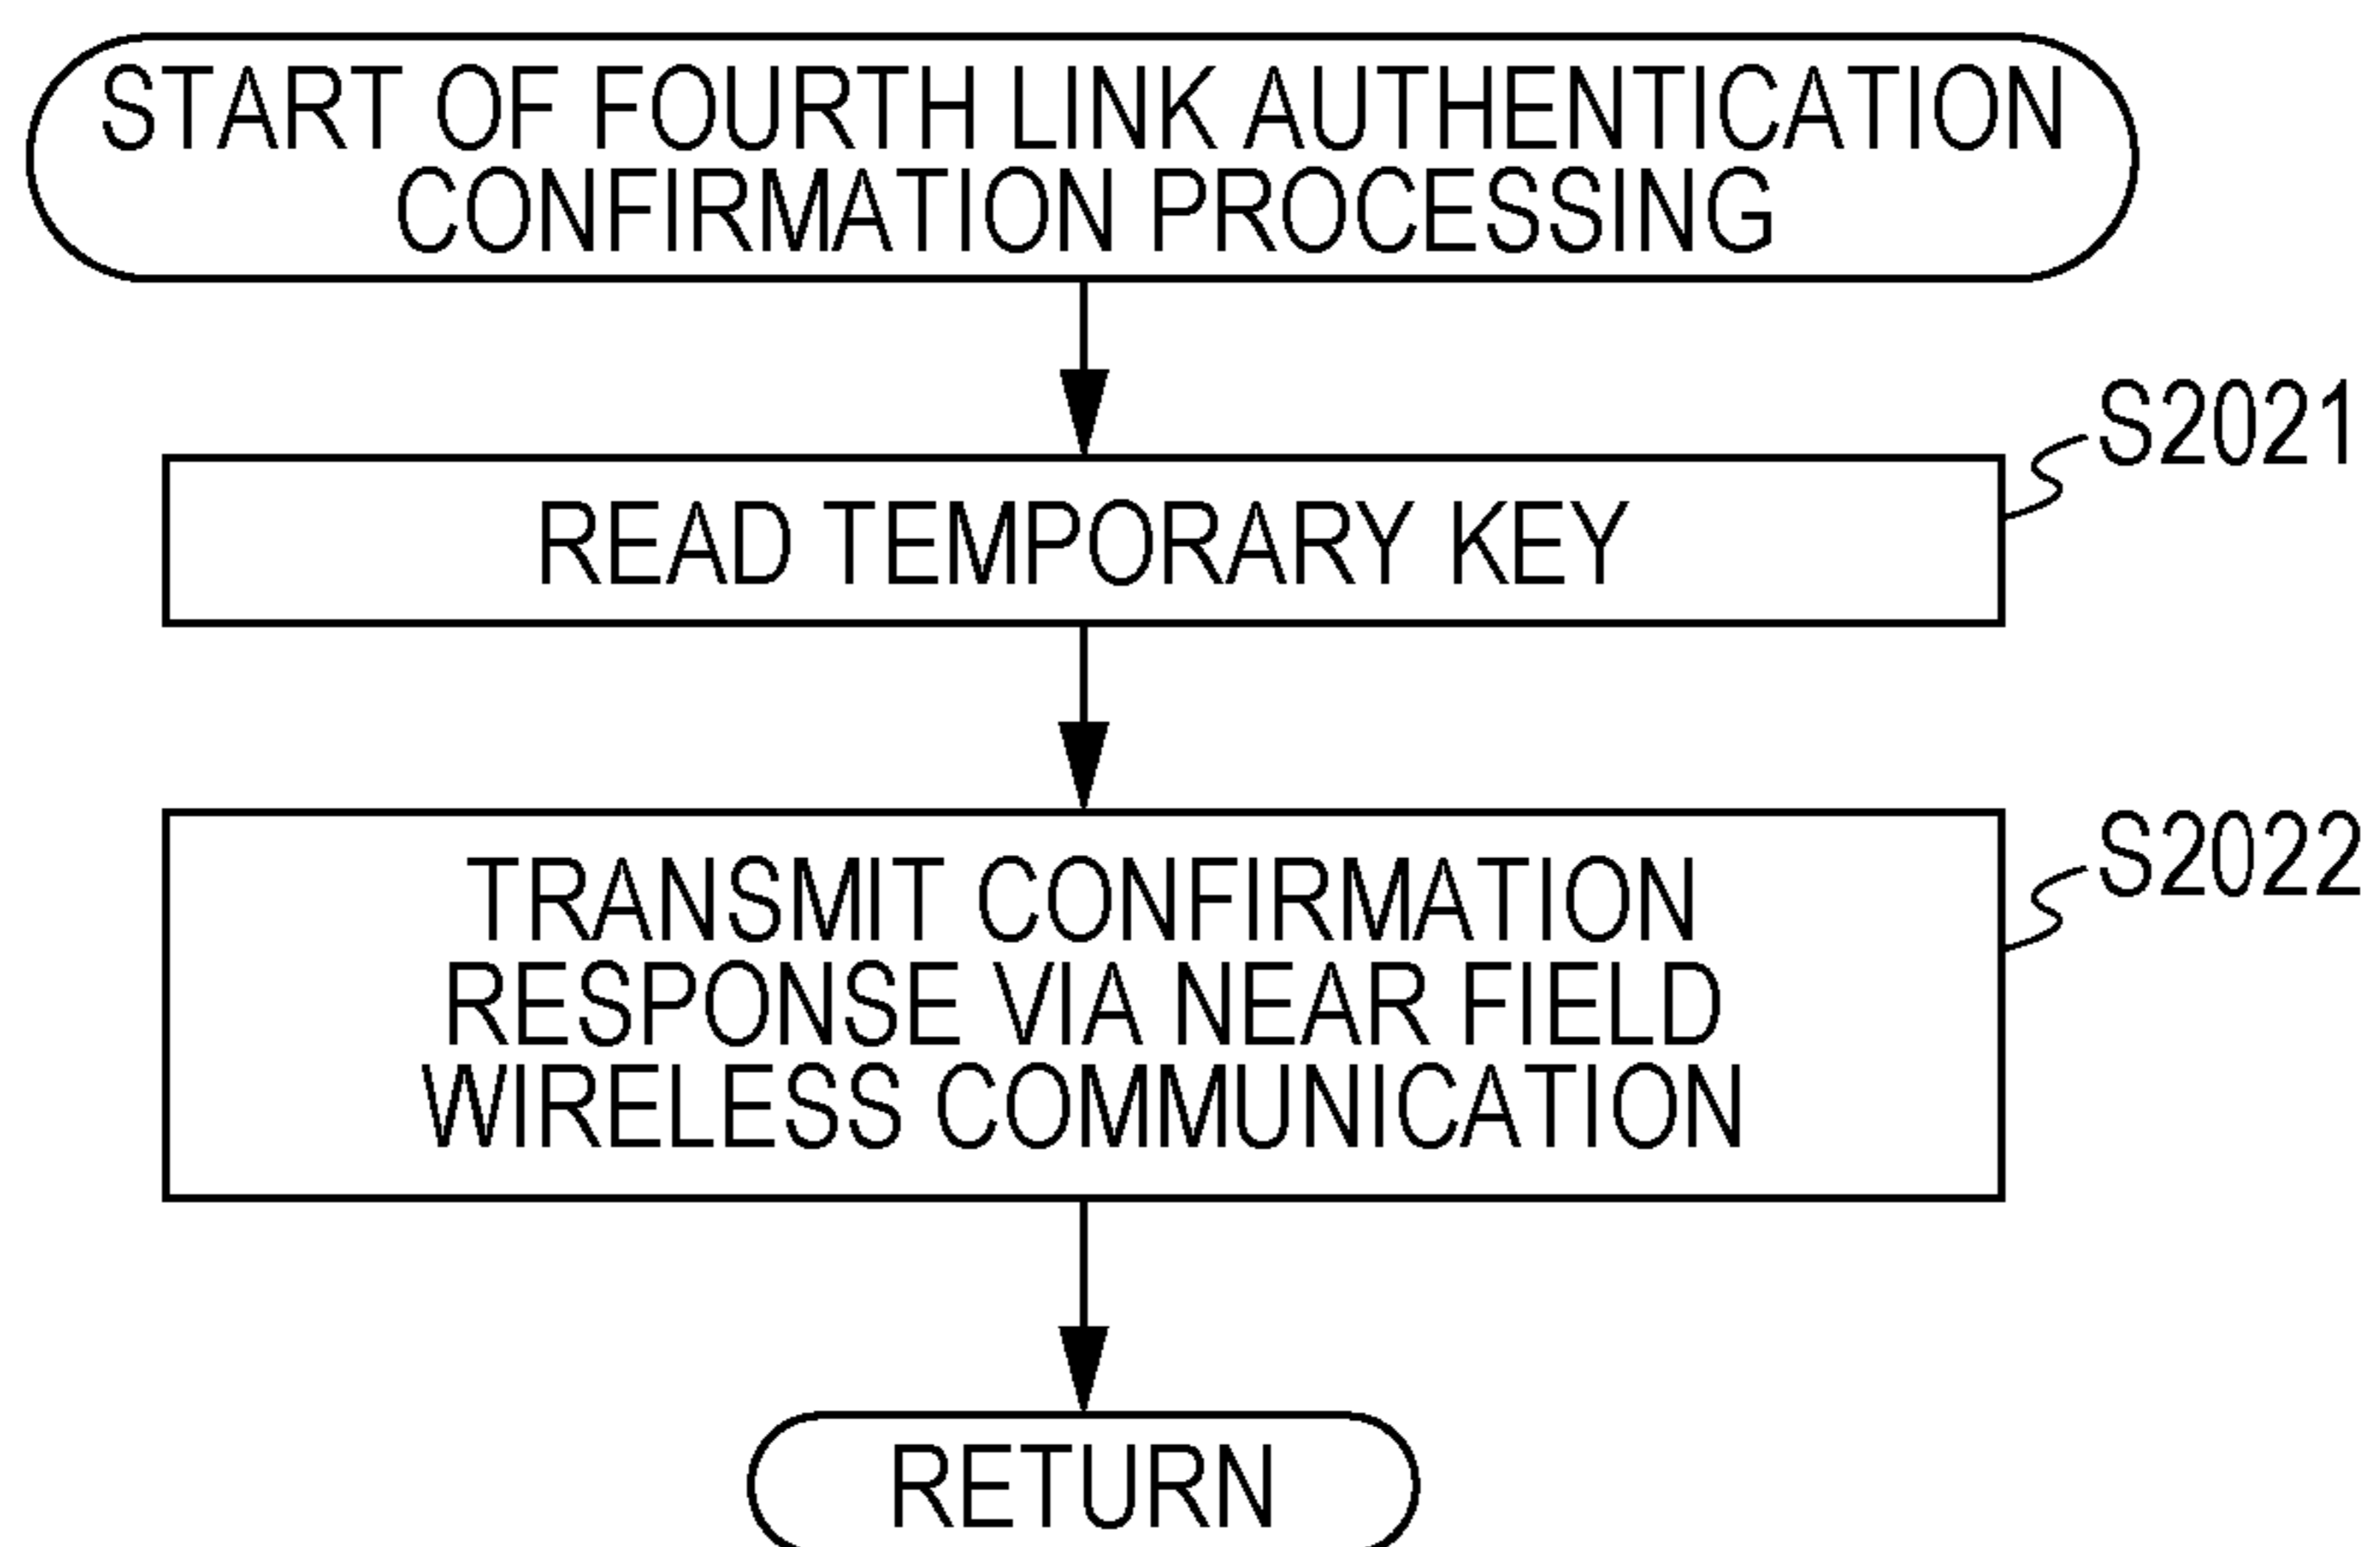 START OF FOURTH LINK AUTHENTICATION
CONFIRMATION PROCESSING
S2021
READ TEMPORARY KEY
S2022
TRANSMIT CONFIRMATION
RESPONSE VIA NEAR FIELD
WIRELESS COMMUNICATION
RETURN